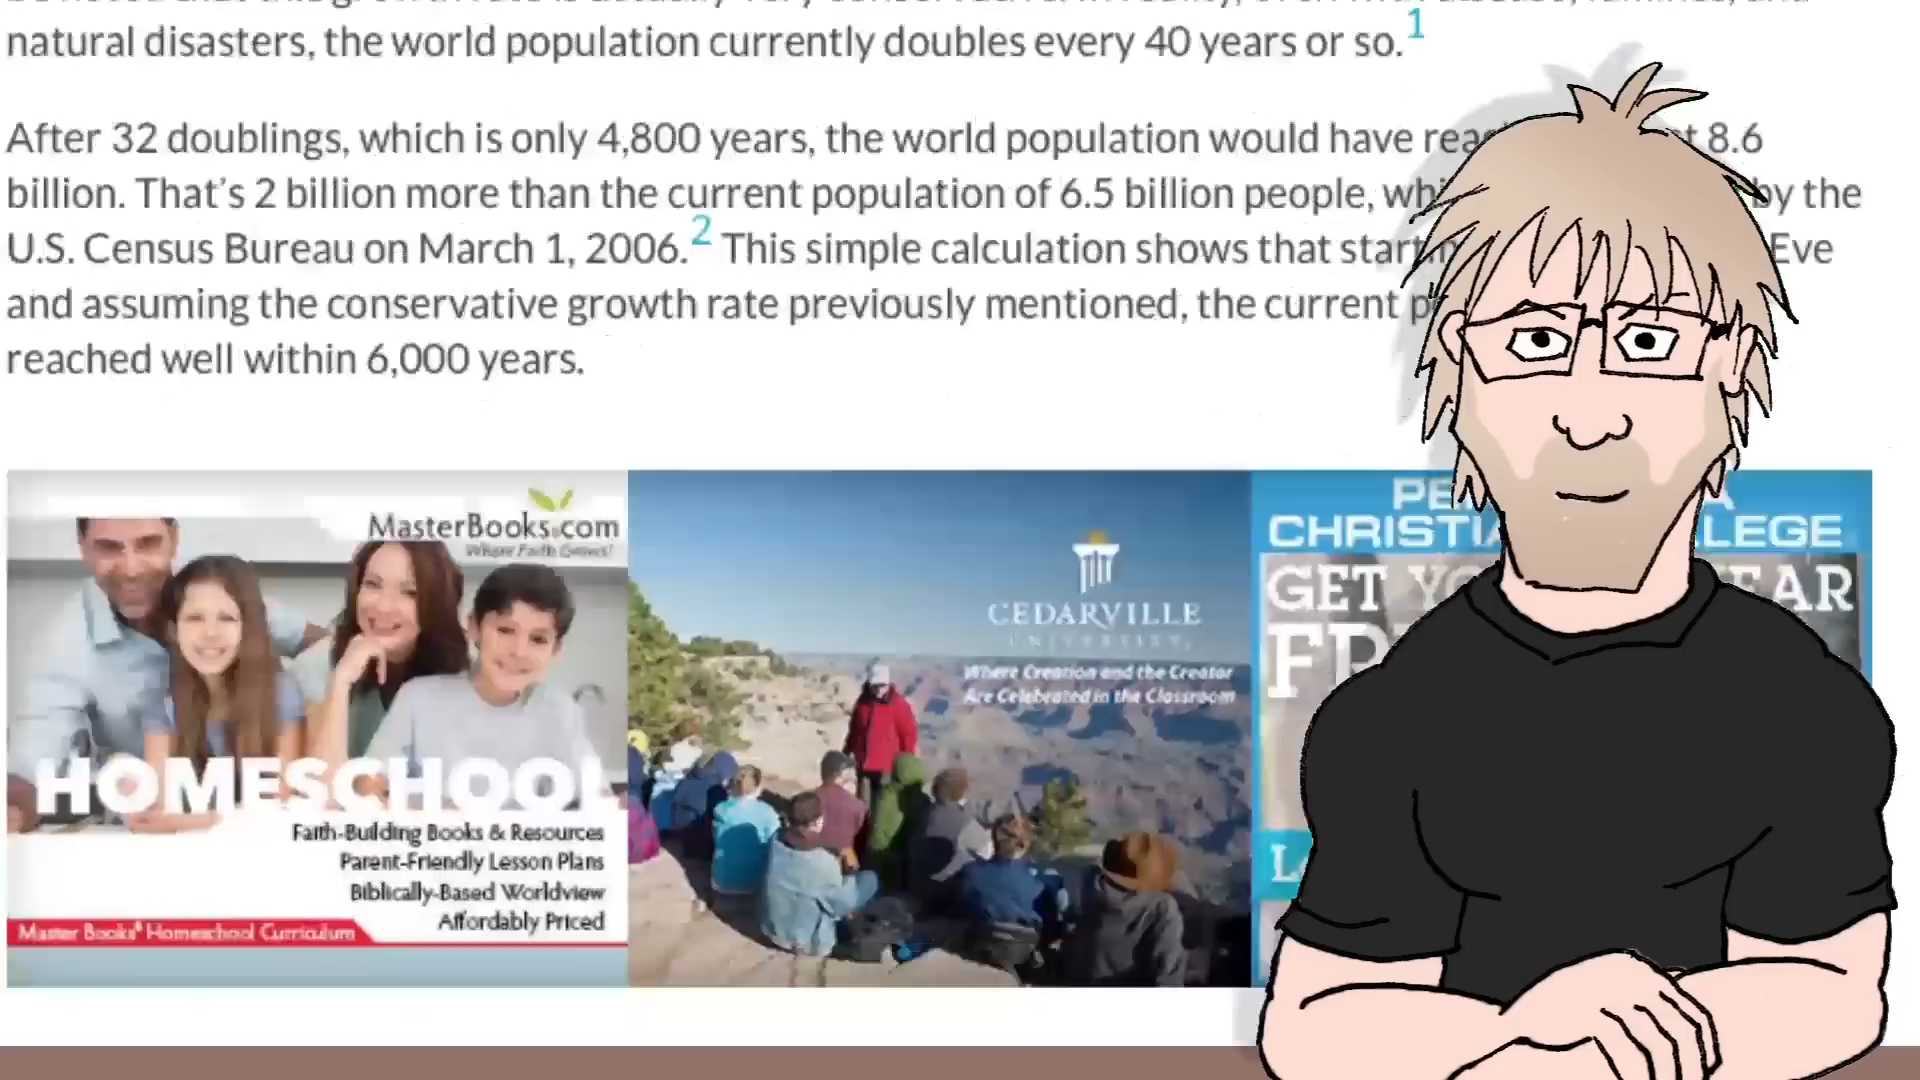 natural disasters, the world population currently doubles every 40 years or so.1
After 32 doublings, which is only 4,800 years, the world population would have 8.6
billion. That's 2 billion more than the current population of 6.5 billion people, by the
U.S. Census Bureau on March 1, 2006.2 This simple calculation shows that Eve
and assuming the conservative growth rate previously mentioned, the current
reached well within 6,000 years.
MasterBooks.com
Where Faith Grows!
HOMESCHOOL
Faith-Building Books & Resources
Parent-Friendly Lesson Plans
Biblically-Based Worldview
Affordably Priced
Master Books® Homeschool Curriculum
CEDARVILLE
UNIVERSITY
Where Creation and the Creator
Are Celebrated in the Classroom
GET